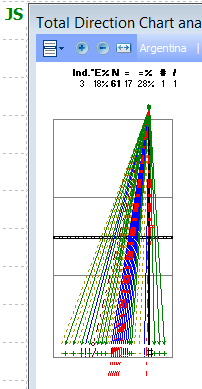 JS
Total Direction Chart ana
Argentina |
Ind. *E% N = =% # /
3 18% 61 17 28% 1 1